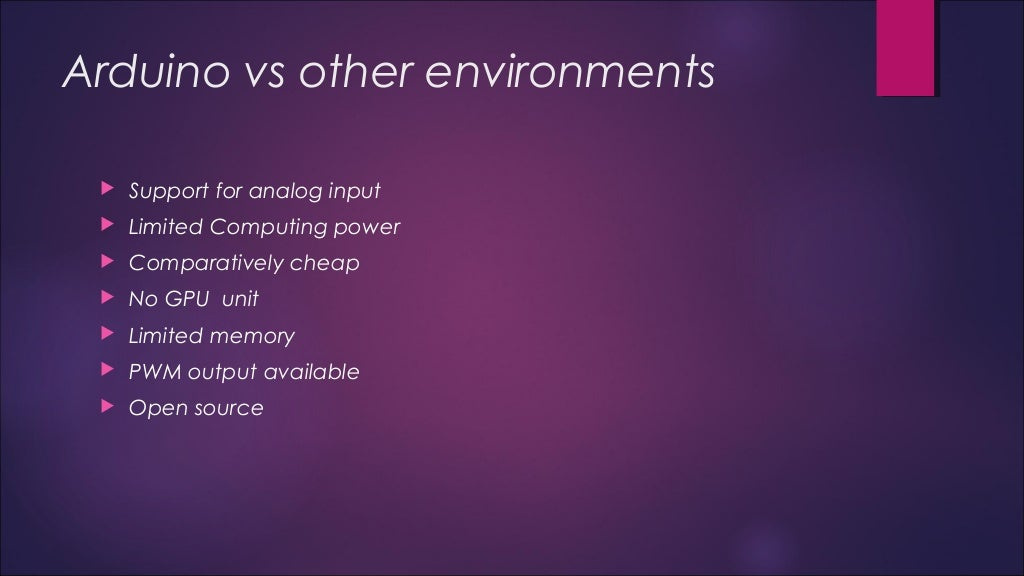 Arduino vs other environments
Support for analog input
Limited Computing power
Comparatively cheap
No GPU  unit
Limited memory
PWM output available
Open source